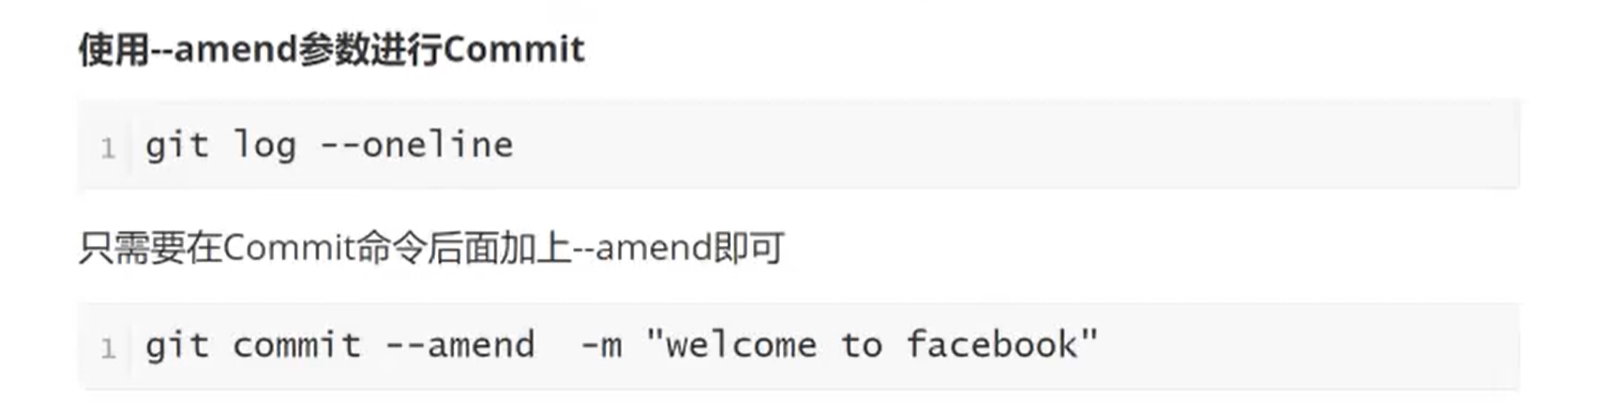 使用--amend参数进行Commit
1 git log --oneline
只需要在Commit命令后面加上--amend即可
1 git commit --amend  -m "welcome to facebook"